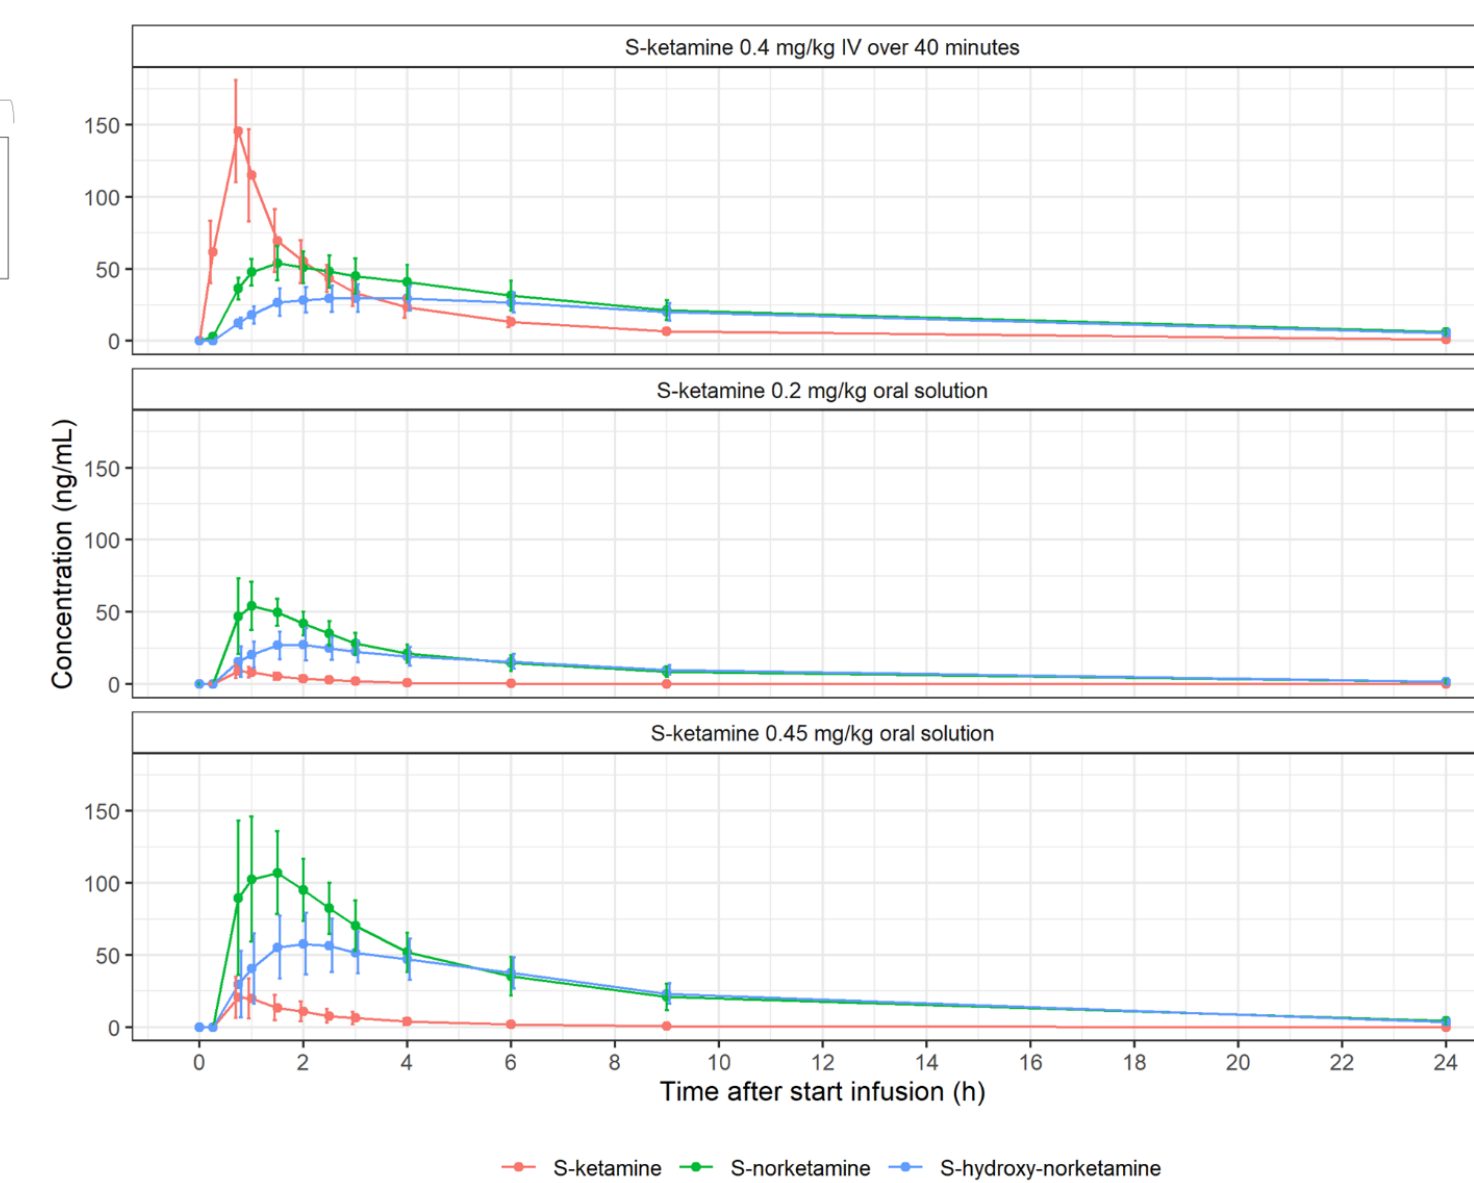 S-ketamine 0.4 mg/kg IV over 40 minutes
150
100
50
0
S-ketamine 0.2 mg/kg oral solution
Concentration (ng/mL)
150
100
50
0
S-ketamine 0.45 mg/kg oral solution
150
100
50
0
0 2 4 6 8 10 12 14 16 18 20 22 24
Time after start infusion (h)
S-ketamine S-norketamine S-hydroxy-norketamine